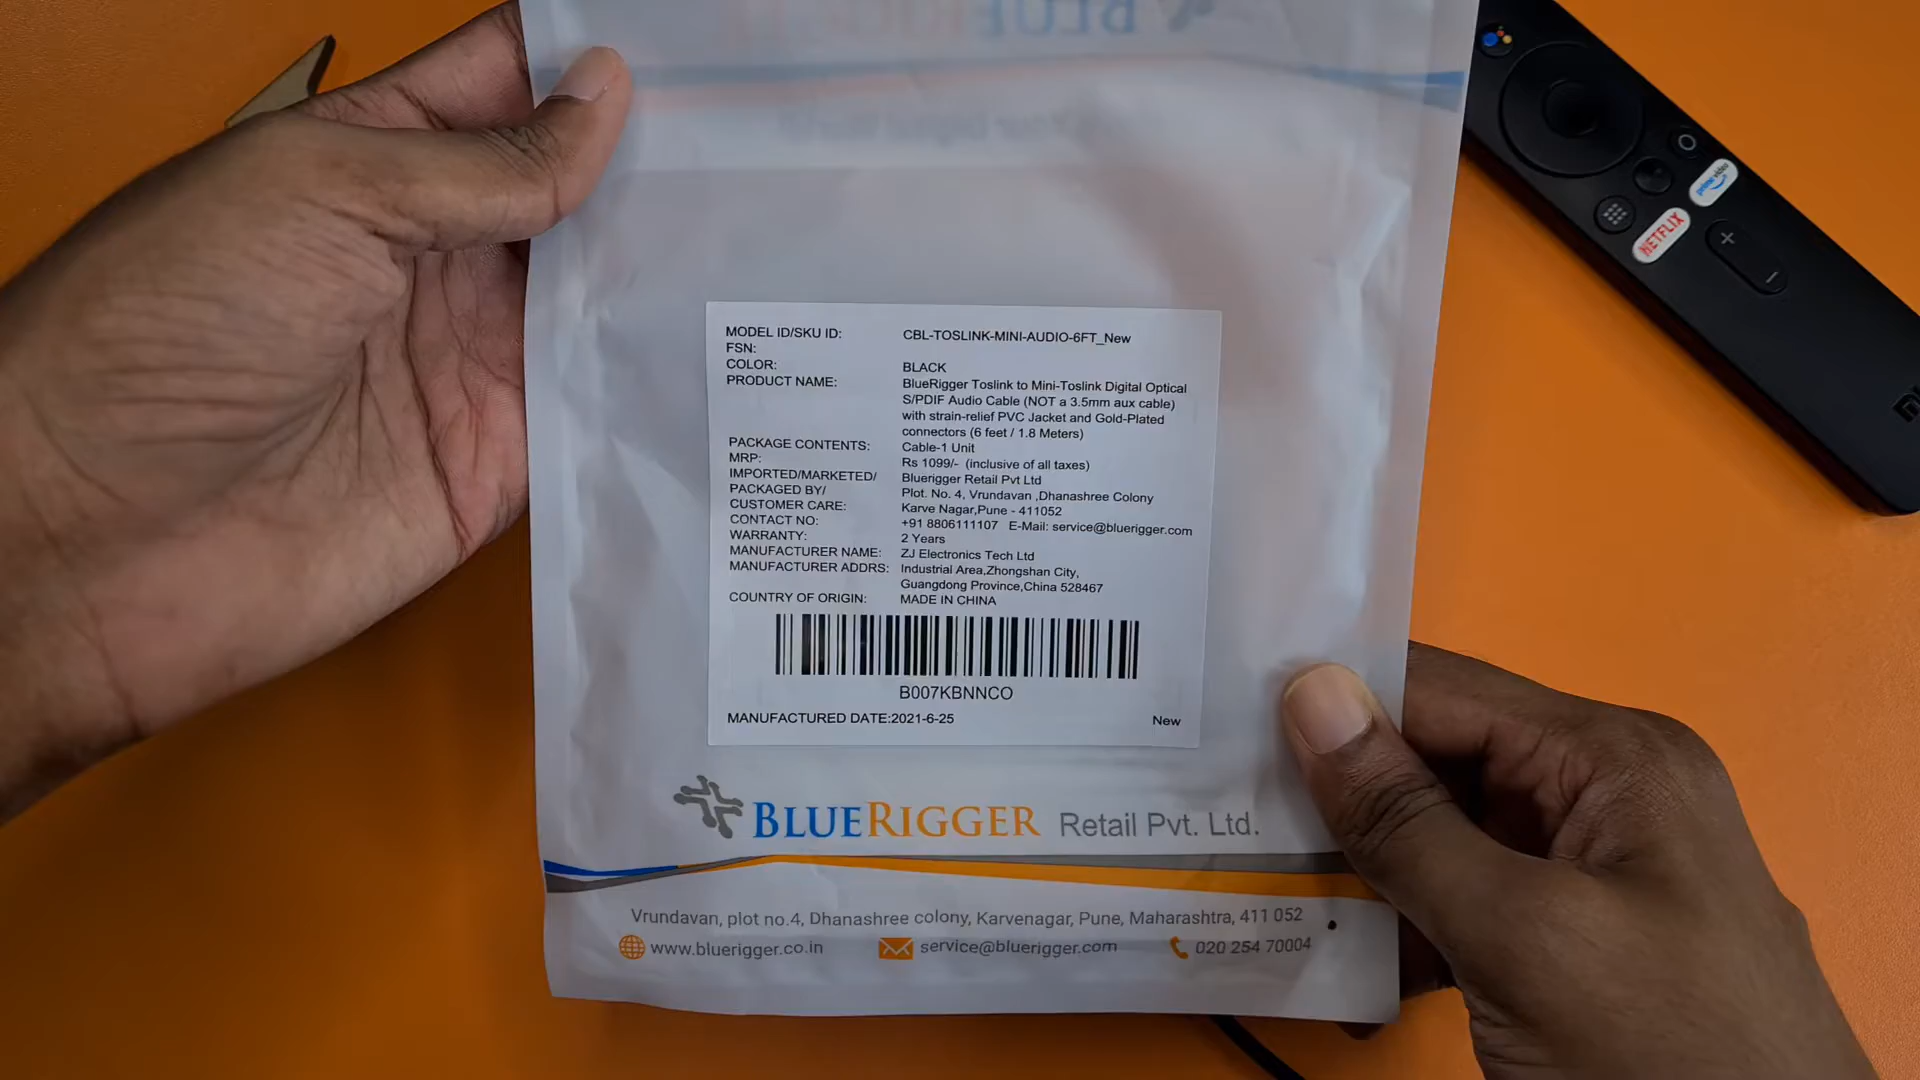 BLUERIGGER
MODEL ID/SKU ID: CBL-TOSLINK-MINI-AUDIO-6FT_New
FSN:
COLOR: BLACK
PRODUCT NAME: BlueRigger Toslink to Mini-Toslink Digital Optical
S/PDIF Audio Cable (NOT a 3.5mm aux cable)
with strain-relief PVC Jacket and Gold-Plated
connectors (6 feet / 1.8 Meters)
PACKAGE CONTENTS: Cable-1 Unit
MRP: Rs 1099/- (inclusive of all taxes)
IMPORTED/MARKETED/ Bluerigger Retail Pvt Ltd
PACKAGED BY/ Plot. No. 4, Vrundavan ,Dhanashree Colony
CUSTOMER CARE: Karve Nagar,Pune - 411052
CONTACT NO: +91 8806111107 E-Mail: service@bluerigger.com
WARRANTY: 2 Years
MANUFACTURER NAME: ZJ Electronics Tech Ltd
MANUFACTURER ADDRS: Industrial Area,Zhongshan City,
Guangdong Province,China 528467
COUNTRY OF ORIGIN: MADE IN CHINA
B007KBNNCO
MANUFACTURED DATE:2021-6-25 New
BLUERIGGER Retail Pvt. Ltd.
Vrundavan, plot no.4, Dhanashree colony, Karvenagar, Pune, Maharashtra, 411 052
www.bluerigger.co.in service@bluerigger.com 020 254 70004
prime video
NETFLIX